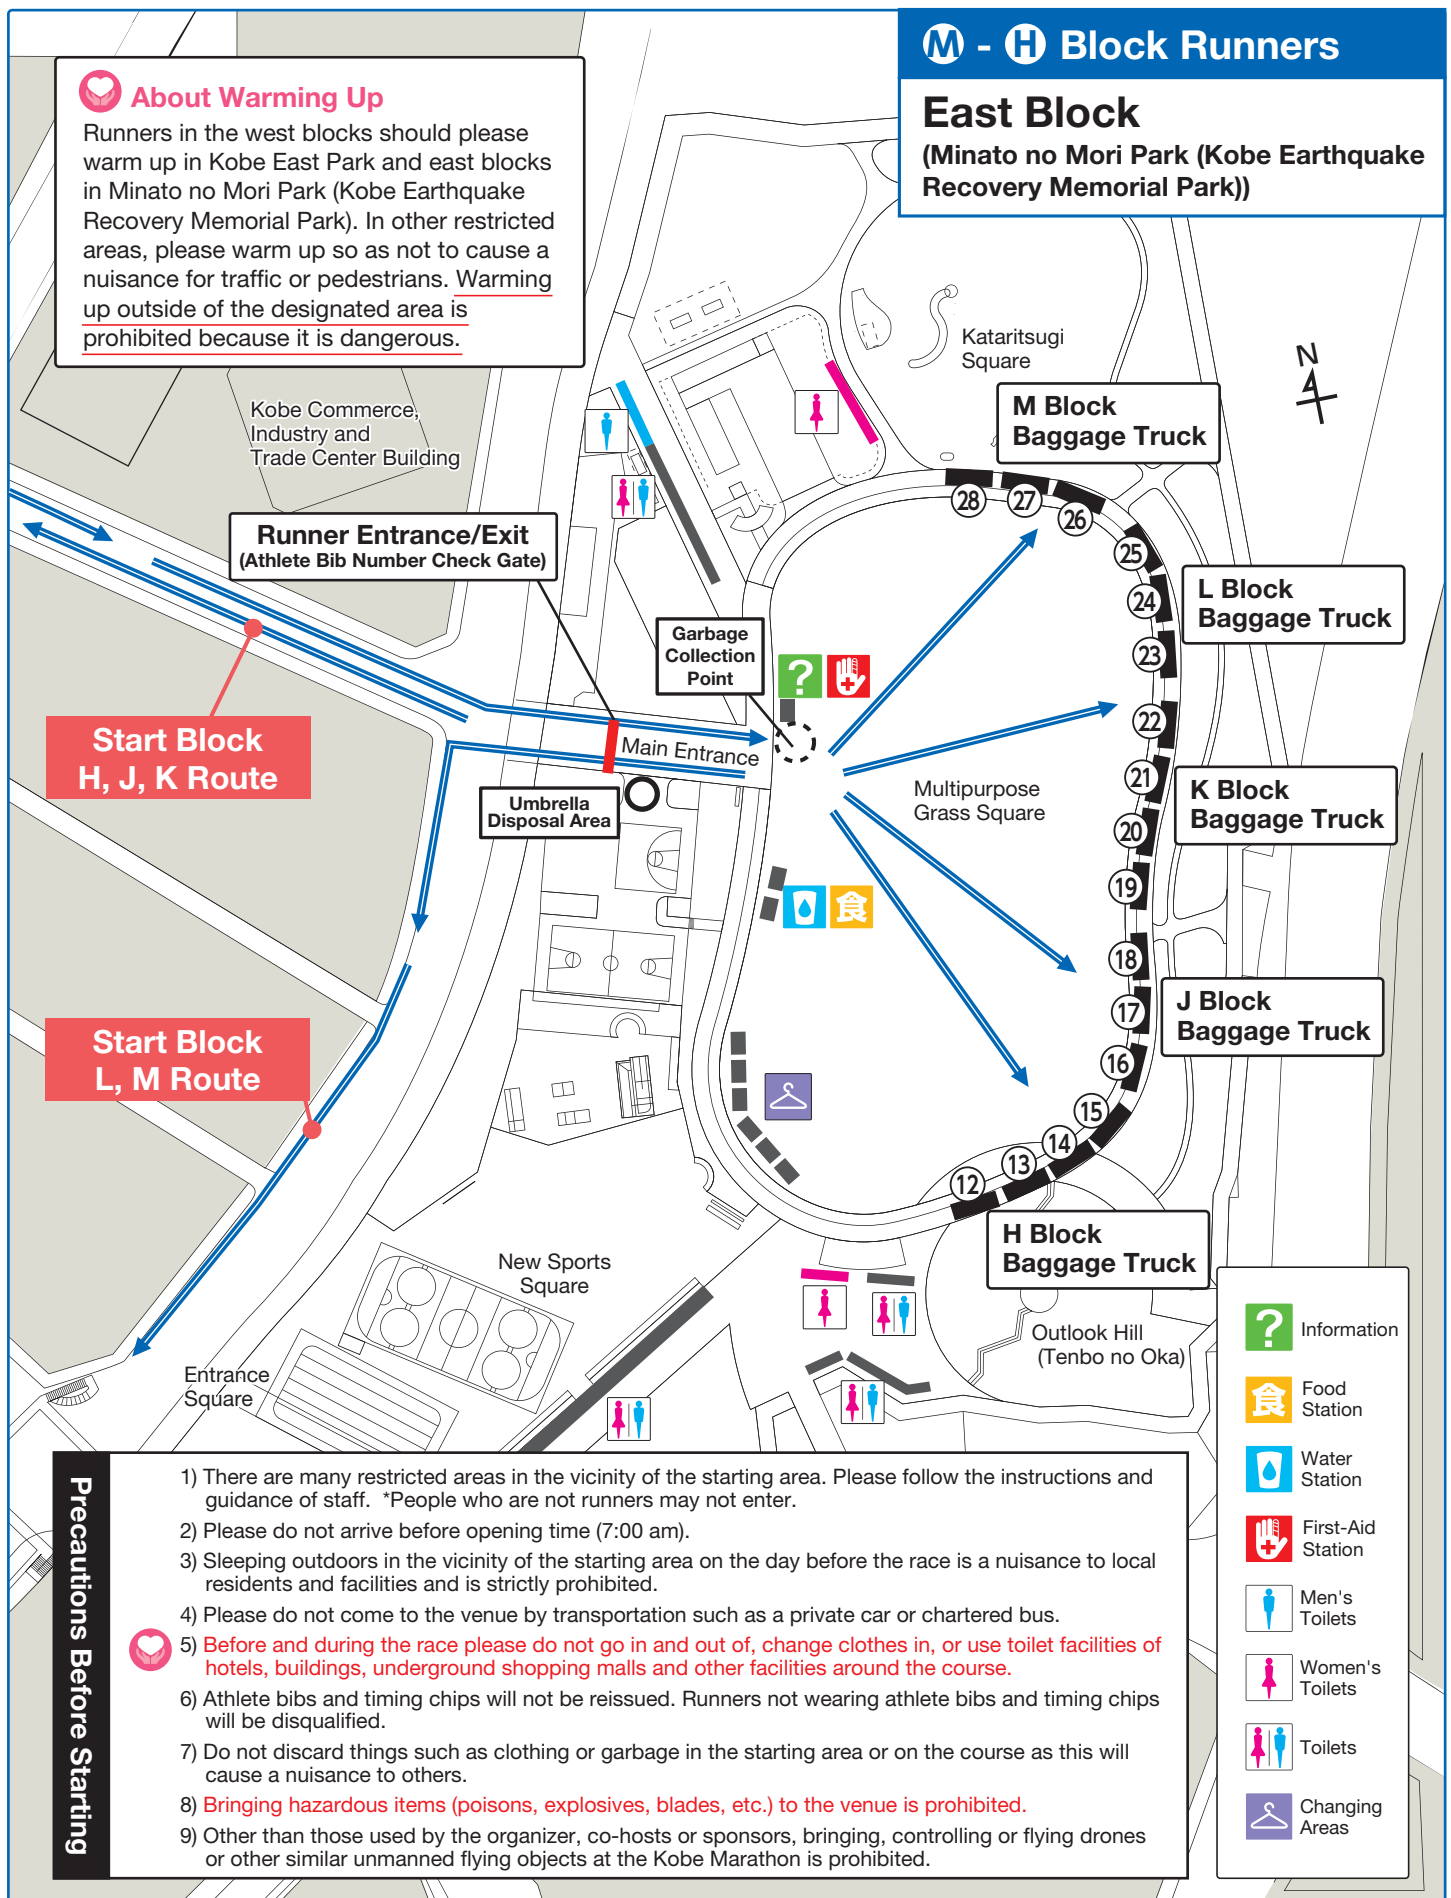 M - H Block Runners
East Block
(Minato no Mori Park (Kobe Earthquake
Recovery Memorial Park))
About Warming Up
Runners in the west blocks should please
warm up in Kobe East Park and east blocks
in Minato no Mori Park (Kobe Earthquake
Recovery Memorial Park). In other restricted
areas, please warm up so as not to cause a
nuisance for traffic or pedestrians. Warming
up outside of the designated area is
prohibited because it is dangerous.
Kataritsugi
Square
N
Kobe Commerce,
Industry and
Trade Center Building
M Block
Baggage Truck
28
27
26
25
24
23
22
21
20
19
18
17
16
15
14
13
12
Runner Entrance/Exit
(Athlete Bib Number Check Gate)
L Block
Baggage Truck
Garbage
Collection
Point
?
Start Block
H, J, K Route
Main Entrance
Umbrella
Disposal Area
Multipurpose
Grass Square
K Block
Baggage Truck
食
Start Block
L, M Route
J Block
Baggage Truck
H Block
Baggage Truck
New Sports
Square
Outlook Hill
(Tenbo no Oka)
Entrance
Square
?
Information
食
Food
Station
Water
Station
First-Aid
Station
Men's
Toilets
Women's
Toilets
Toilets
Changing
Areas
Precautions Before Starting
1) There are many restricted areas in the vicinity of the starting area. Please follow the instructions and
guidance of staff. *People who are not runners may not enter.
2) Please do not arrive before opening time (7:00 am).
3) Sleeping outdoors in the vicinity of the starting area on the day before the race is a nuisance to local
residents and facilities and is strictly prohibited.
4) Please do not come to the venue by transportation such as a private car or chartered bus.
5) Before and during the race please do not go in and out of, change clothes in, or use toilet facilities of
hotels, buildings, underground shopping malls and other facilities around the course.
6) Athlete bibs and timing chips will not be reissued. Runners not wearing athlete bibs and timing chips
will be disqualified.
7) Do not discard things such as clothing or garbage in the starting area or on the course as this will
cause a nuisance to others.
8) Bringing hazardous items (poisons, explosives, blades, etc.) to the venue is prohibited.
9) Other than those used by the organizer, co-hosts or sponsors, bringing, controlling or flying drones
or other similar unmanned flying objects at the Kobe Marathon is prohibited.